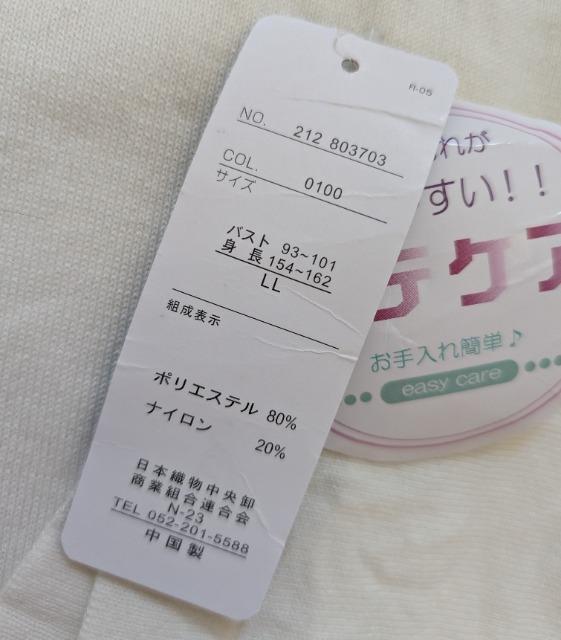 R-05
NO. 212 803703
COL. 0100
サイズ
バスト 93~101
身長 154~162
LL
組成表示
ポリエステル 80%
ナイロン 20%
日本織物中央卸
商業組合連合会
N-23
TEL 052-201-5588
中国製
れが
すい!!
テケア
お手入れ簡単♪
easy care